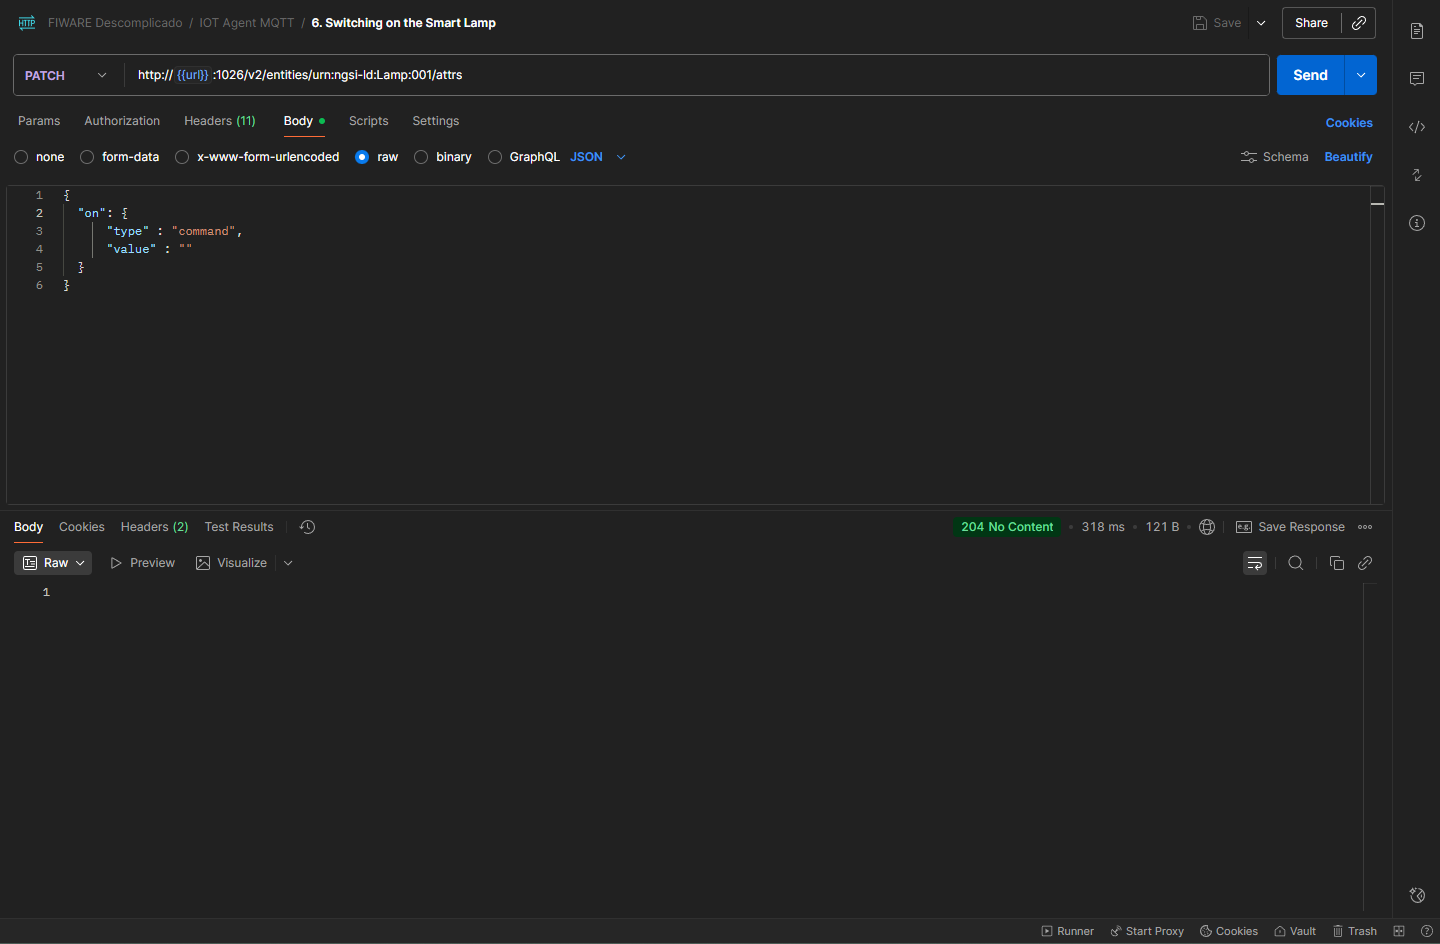 HTTP FIWARE Descomplicado / IOT Agent MQTT / 6. Switching on the Smart Lamp Save Share
PATCH http:// {{url}} :1026/v2/entities/urn:ngsi-ld:Lamp:001/attrs Send
Params Authorization Headers (11) Body Scripts Settings Cookies
none form-data x-www-form-urlencoded raw binary GraphQL JSON Schema Beautify
1 {
2 "on": {
3 "type" : "command",
4 "value" : ""
5 }
6 }
Body Cookies Headers (2) Test Results 204 No Content 318 ms 121 B e.g. Save Response
Raw Preview Visualize
1
Runner Start Proxy Cookies Vault Trash